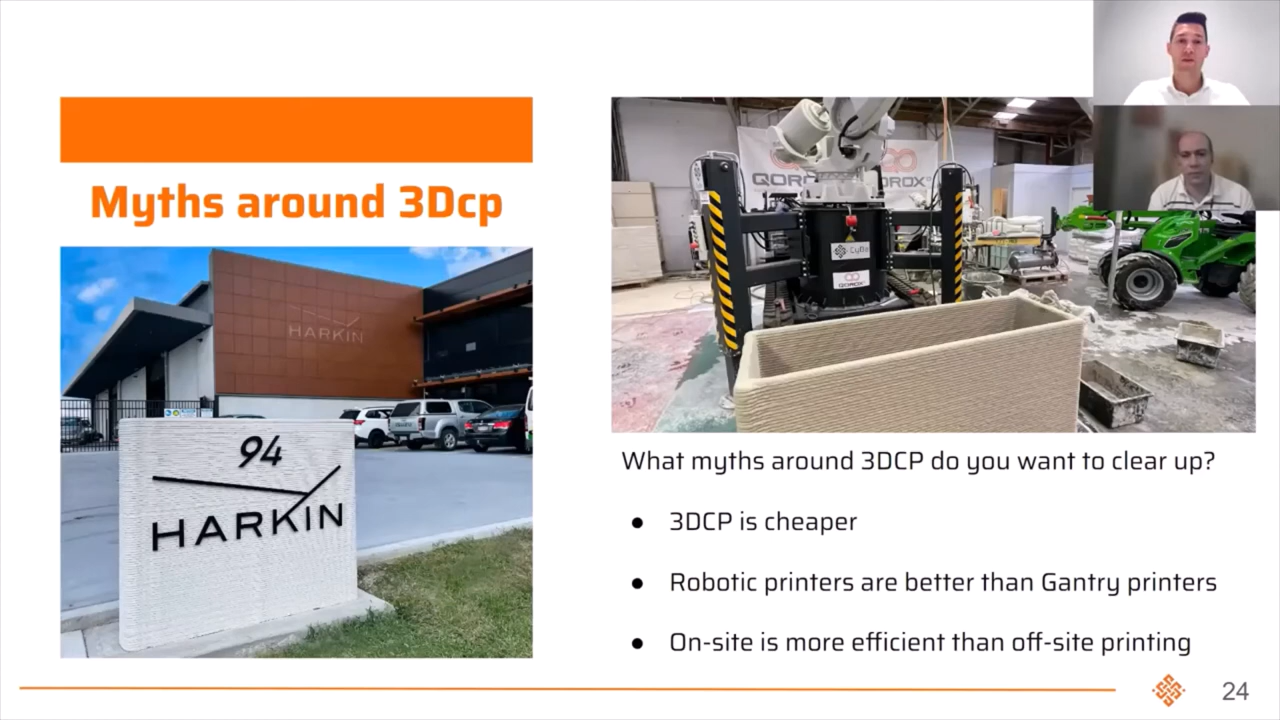 Myths around 3Dcp
HARKIN
94
HARKIN
QOROX
CyBe
QOROX
What myths around 3DCP do you want to clear up?
● 3DCP is cheaper
● Robotic printers are better than Gantry printers
● On-site is more efficient than off-site printing
24